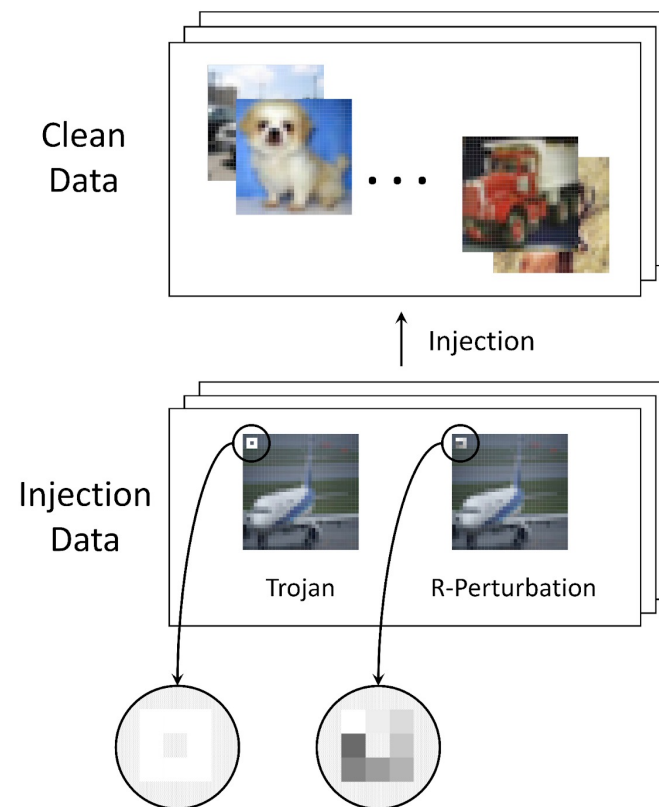 Clean
Data
. . .
Injection
Injection
Data
Trojan
R-Perturbation